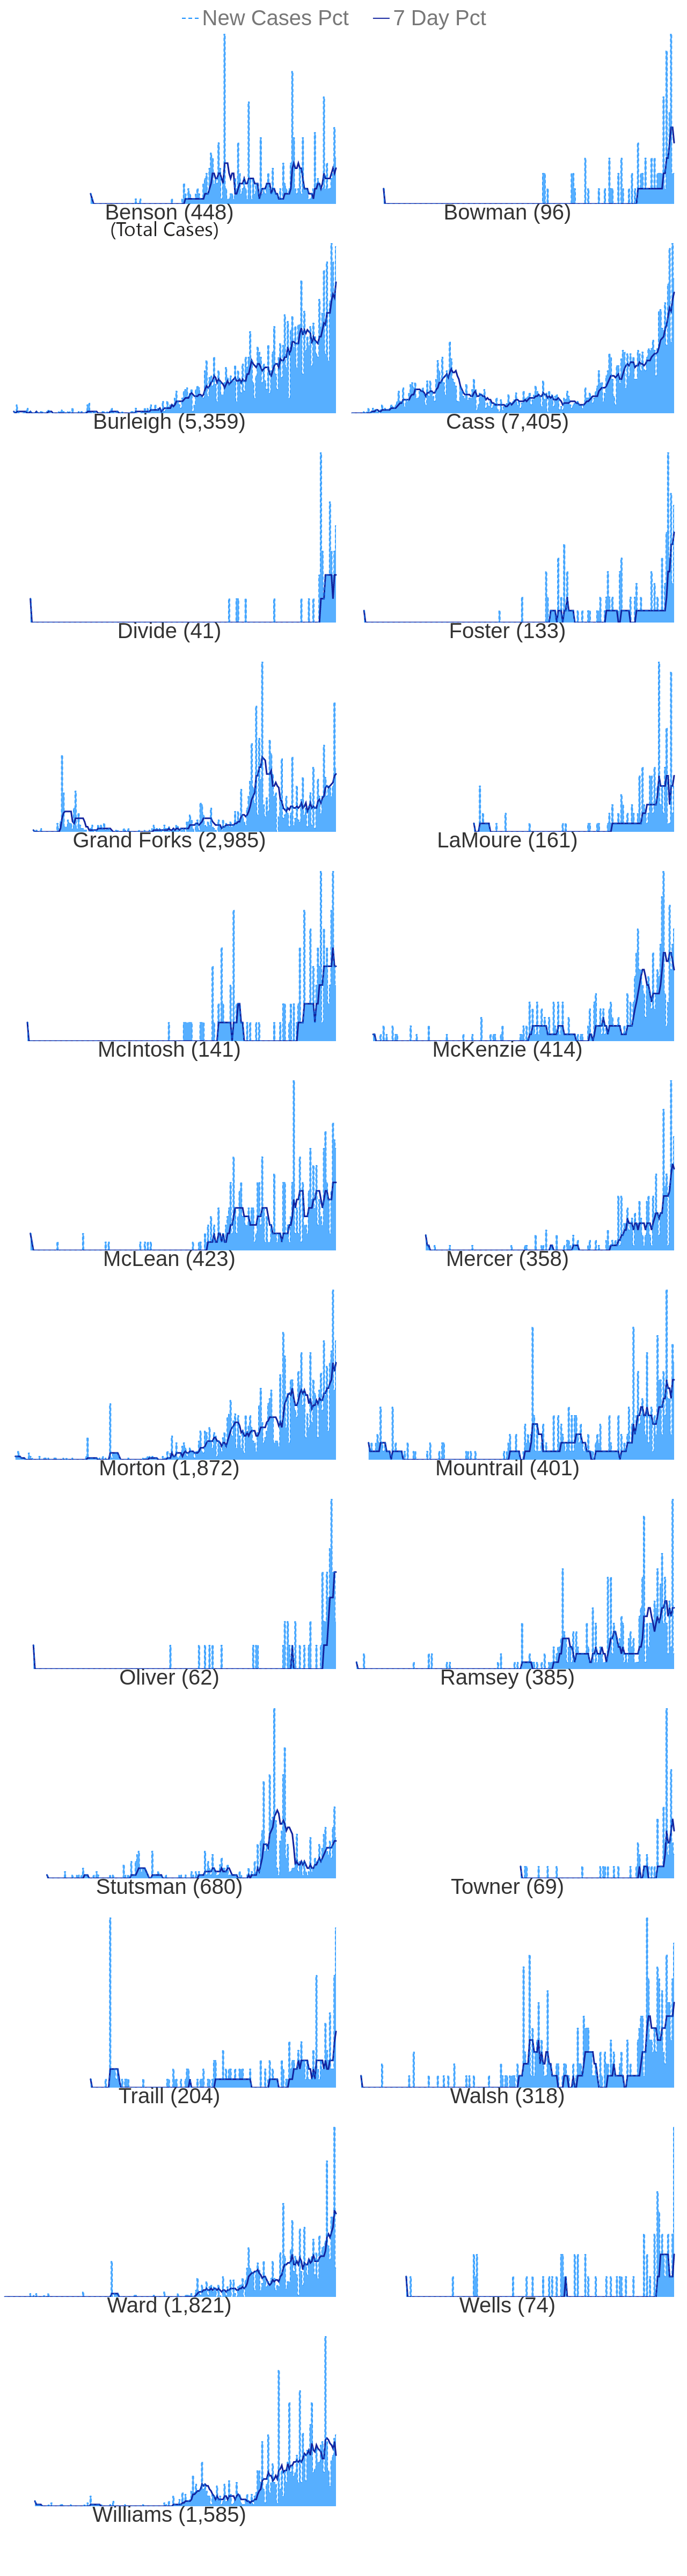 New Cases Pct 7 Day Pct
Benson (448) Bowman (96)
(Total Cases)
Burleigh (5,359) Cass (7,405)
Divide (41) Foster (133)
Grand Forks (2,985) LaMoure (161)
McIntosh (141) McKenzie (414)
McLean (423) Mercer (358)
Morton (1,872) Mountrail (401)
Oliver (62) Ramsey (385)
Stutsman (680) Towner (69)
Traill (204) Walsh (318)
Ward (1,821) Wells (74)
Williams (1,585)